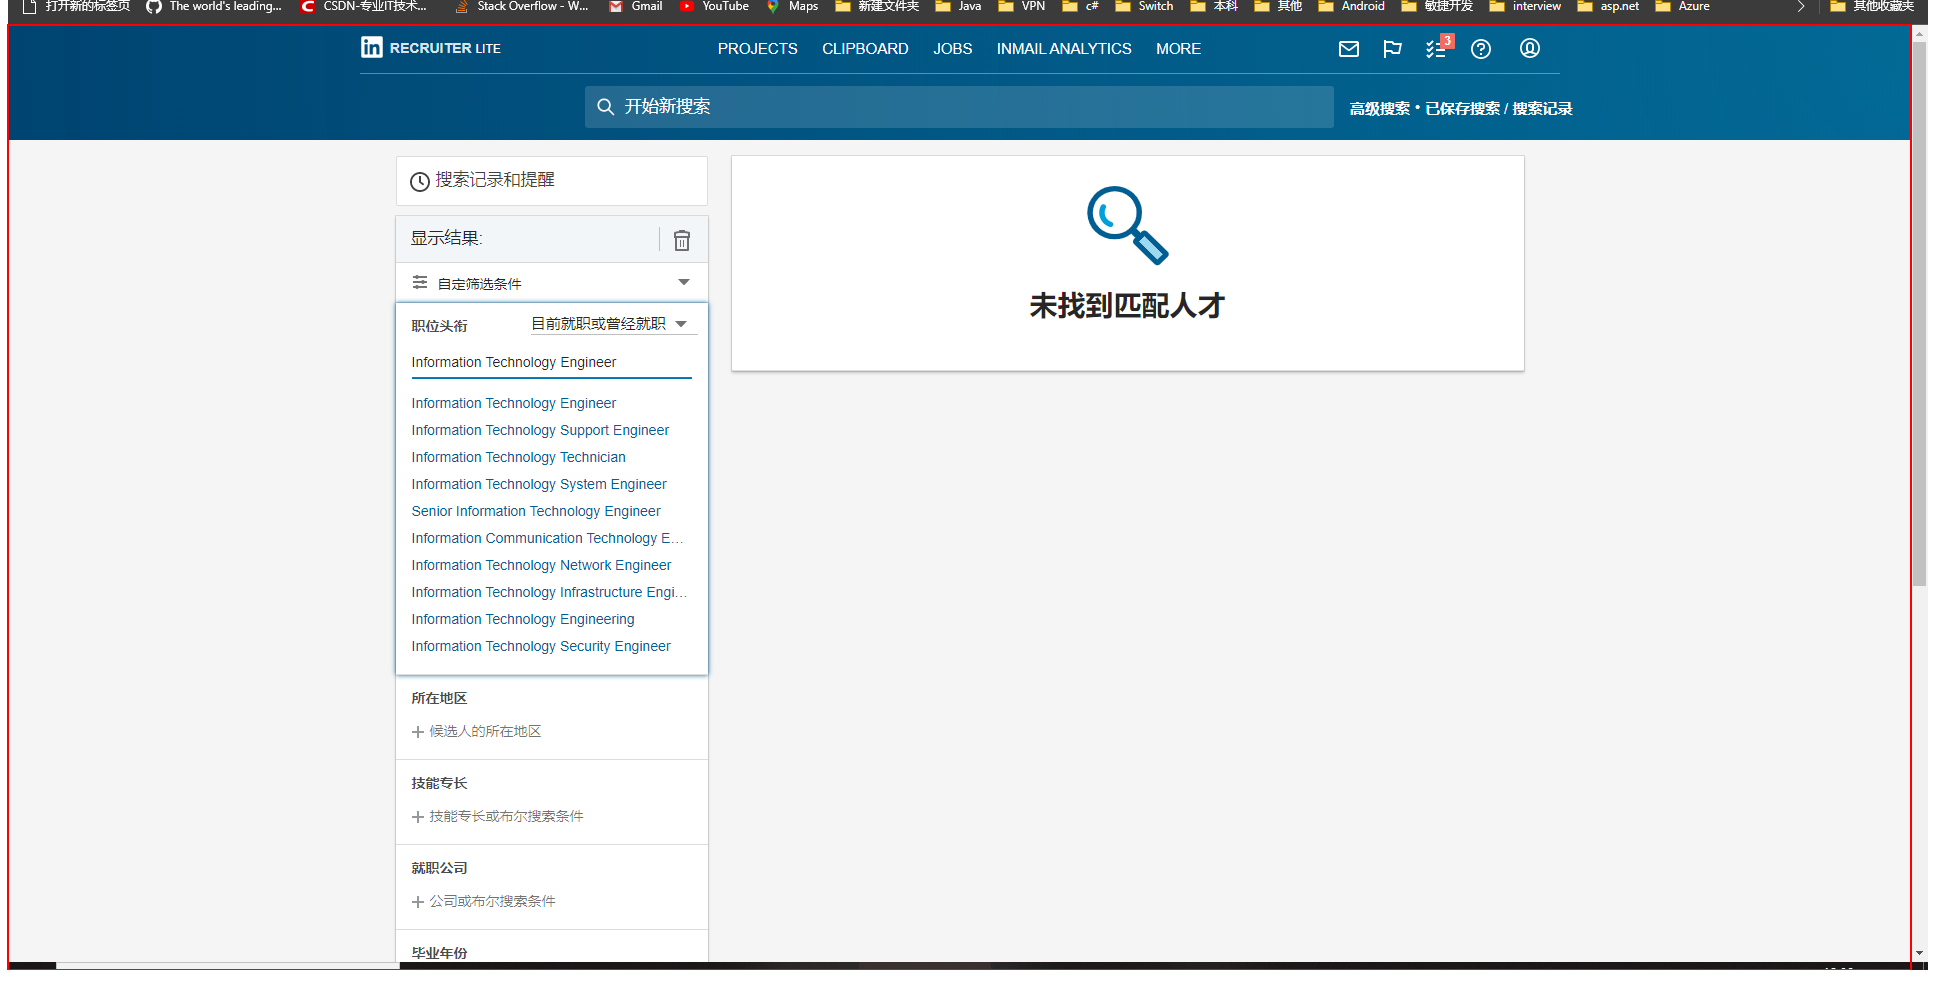 打开新的标签页 The world's leading... CSDN-专业IT技术... Stack Overflow - W... Gmail YouTube Maps 新建文件夹 Java VPN c# Switch 本科 其他 Android 敏捷开发 interview asp.net Azure 其他收藏夹
in RECRUITER LITE PROJECTS CLIPBOARD JOBS INMAIL ANALYTICS MORE 3
开始新搜索 高级搜索・已保存搜索 / 搜索记录
搜索记录和提醒
显示结果:
自定筛选条件
未找到匹配人才
职位头衔 目前就职或曾经就职
Information Technology Engineer
Information Technology Engineer
Information Technology Support Engineer
Information Technology Technician
Information Technology System Engineer
Senior Information Technology Engineer
Information Communication Technology E...
Information Technology Network Engineer
Information Technology Infrastructure Engi...
Information Technology Engineering
Information Technology Security Engineer
所在地区
候选人的所在地区
技能专长
技能专长或布尔搜索条件
就职公司
公司或布尔搜索条件
毕业年份